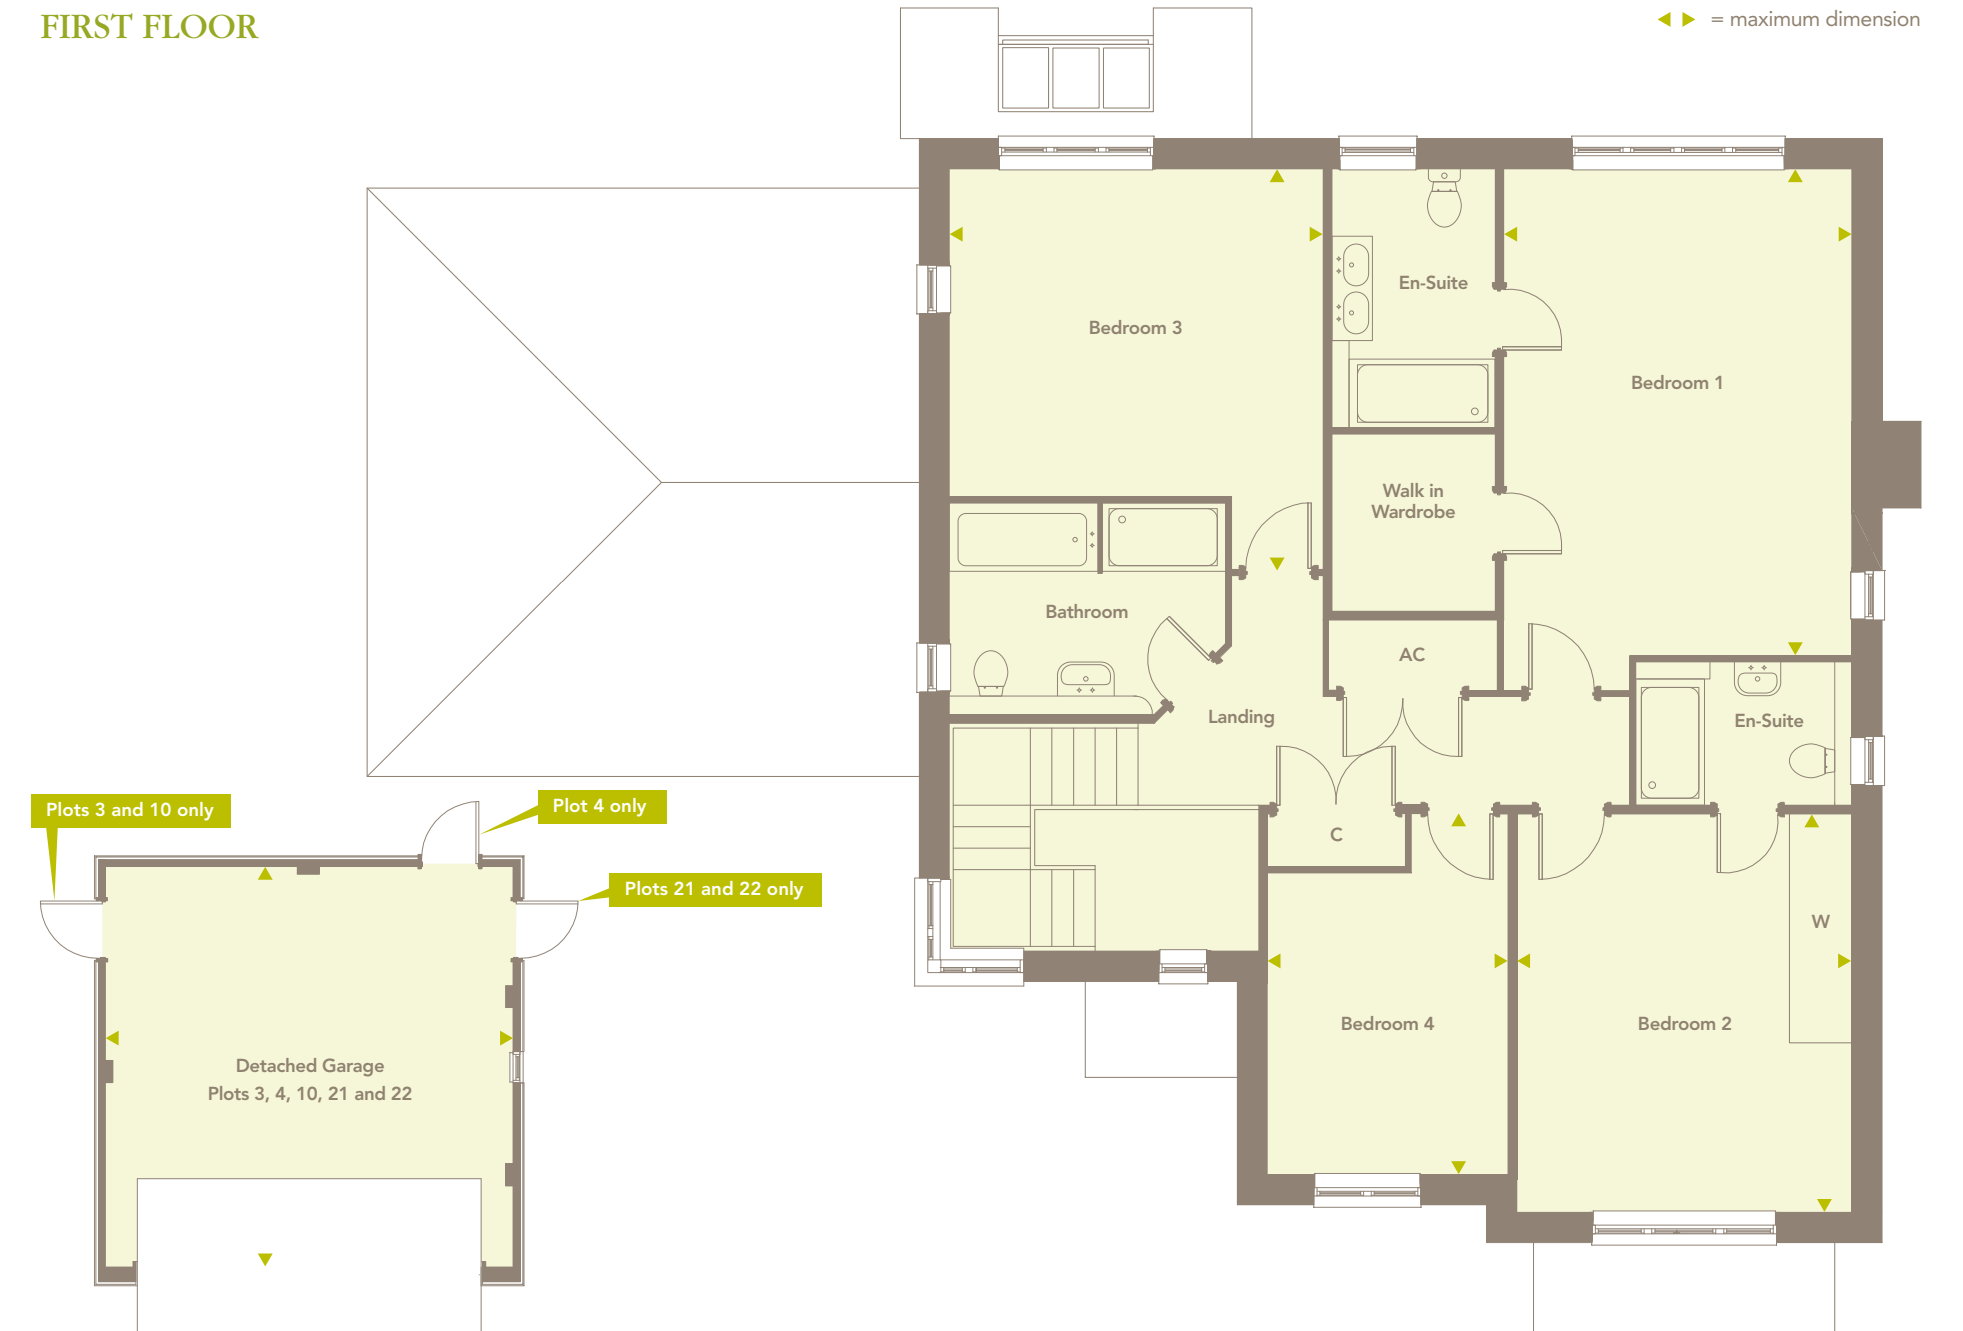 FIRST FLOOR
= maximum dimension
En-Suite
Bedroom 3
Bedroom 1
Walk in
Wardrobe
Bathroom
AC
Landing
En-Suite
Plots 3 and 10 only
Plot 4 only
C
Plots 21 and 22 only
W
Bedroom 4
Bedroom 2
Detached Garage
Plots 3, 4, 10, 21 and 22